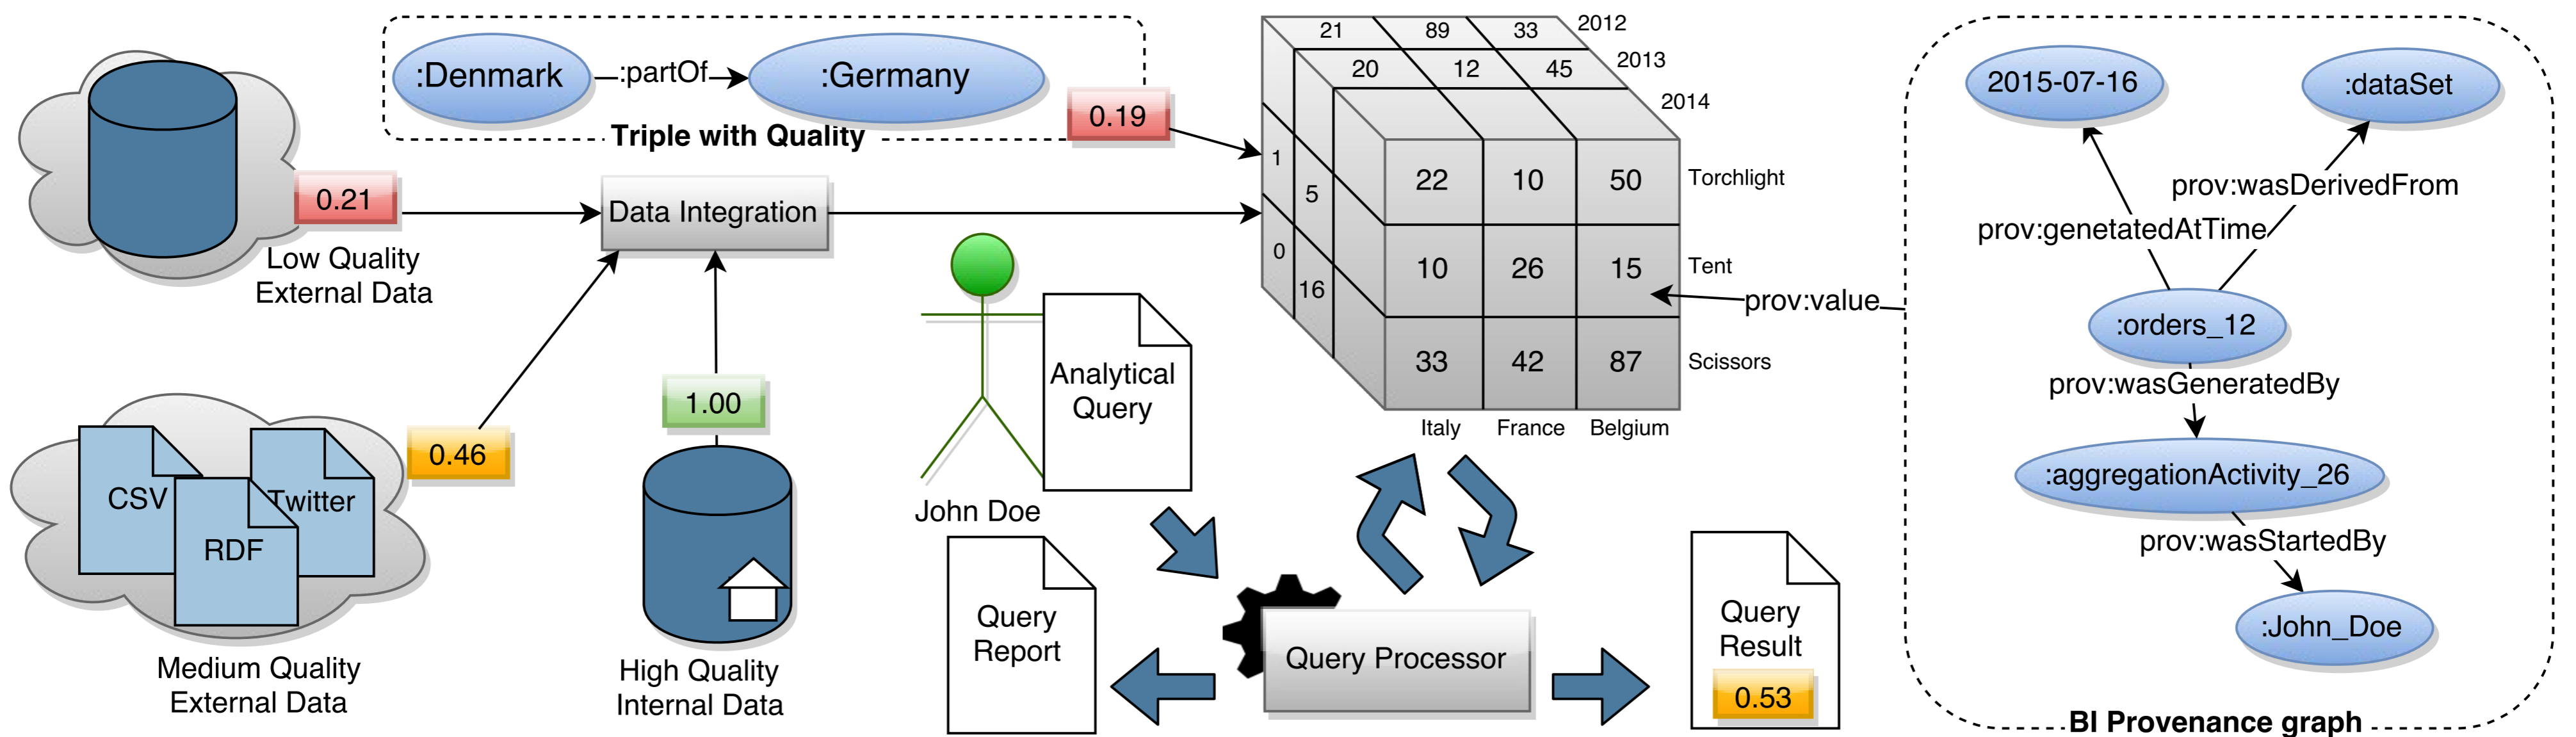 :Denmark
:partOf
:Germany
0.19
Triple with Quality
0.21
Low Quality
External Data
Data Integration
0.46
CSV
Twitter
RDF
Medium Quality
External Data
1.00
High Quality
Internal Data
John Doe
Analytical
Query
Query
Report
Query Processor
Query
Result
0.53
21 89 33 2012
20 12 45 2013
2014
1
5
0
16
22 10 50 Torchlight
10 26 15 Tent
33 42 87 Scissors
Italy France Belgium
prov:value
2015-07-16
:dataSet
prov:wasDerivedFrom
prov:genetatedAtTime
:orders_12
prov:wasGeneratedBy
:aggregationActivity_26
prov:wasStartedBy
:John_Doe
BI Provenance graph